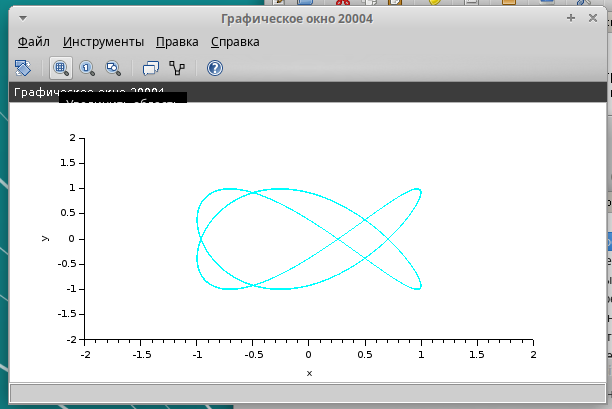 Графическое окно 20004
Файл Инструменты Правка Справка
Графическое окно 20004
2
1.5
1
0.5
y
0
-0.5
-1
-1.5
-2
-2 -1.5 -1 -0.5 0 0.5 1 1.5 2
x